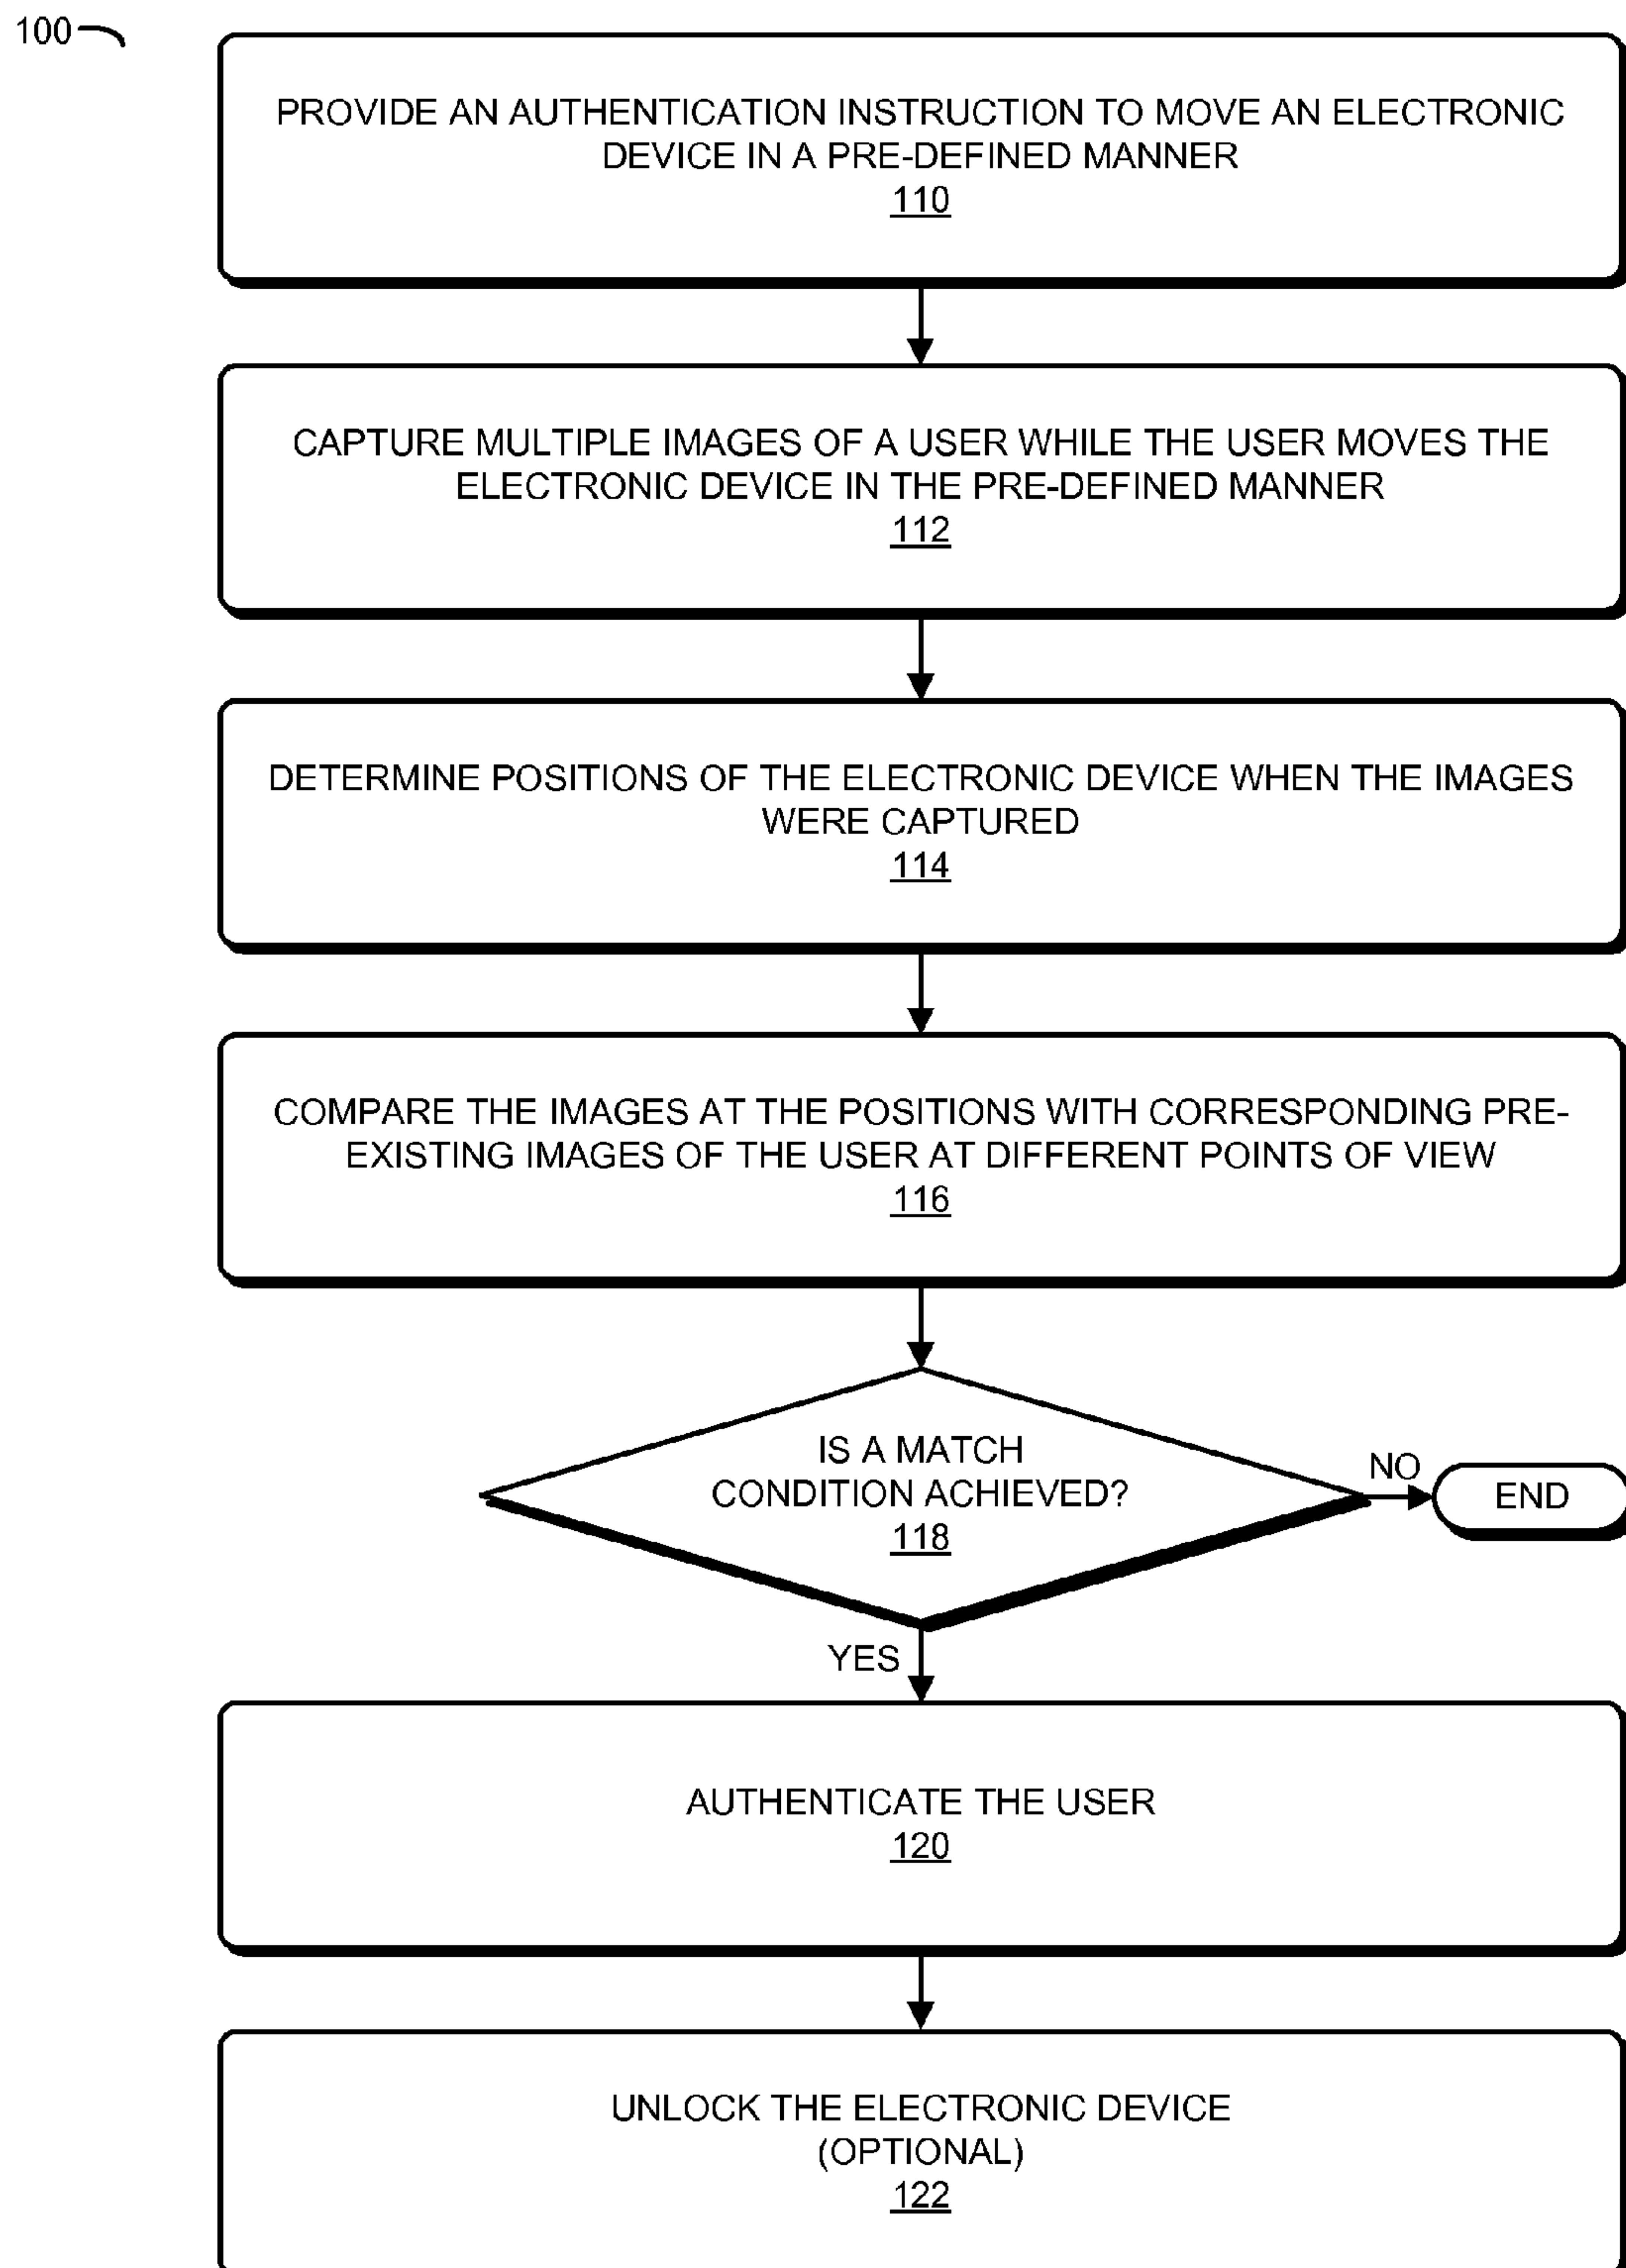 100
PROVIDE AN AUTHENTICATION INSTRUCTION TO MOVE AN ELECTRONIC
DEVICE IN A PRE-DEFINED MANNER
110
CAPTURE MULTIPLE IMAGES OF A USER WHILE THE USER MOVES THE
ELECTRONIC DEVICE IN THE PRE-DEFINED MANNER
112
DETERMINE POSITIONS OF THE ELECTRONIC DEVICE WHEN THE IMAGES
WERE CAPTURED
114
COMPARE THE IMAGES AT THE POSITIONS WITH CORRESPONDING PRE-
EXISTING IMAGES OF THE USER AT DIFFERENT POINTS OF VIEW
116
IS A MATCH
CONDITION ACHIEVED?
118
NO
END
YES
AUTHENTICATE THE USER
120
UNLOCK THE ELECTRONIC DEVICE
(OPTIONAL)
122